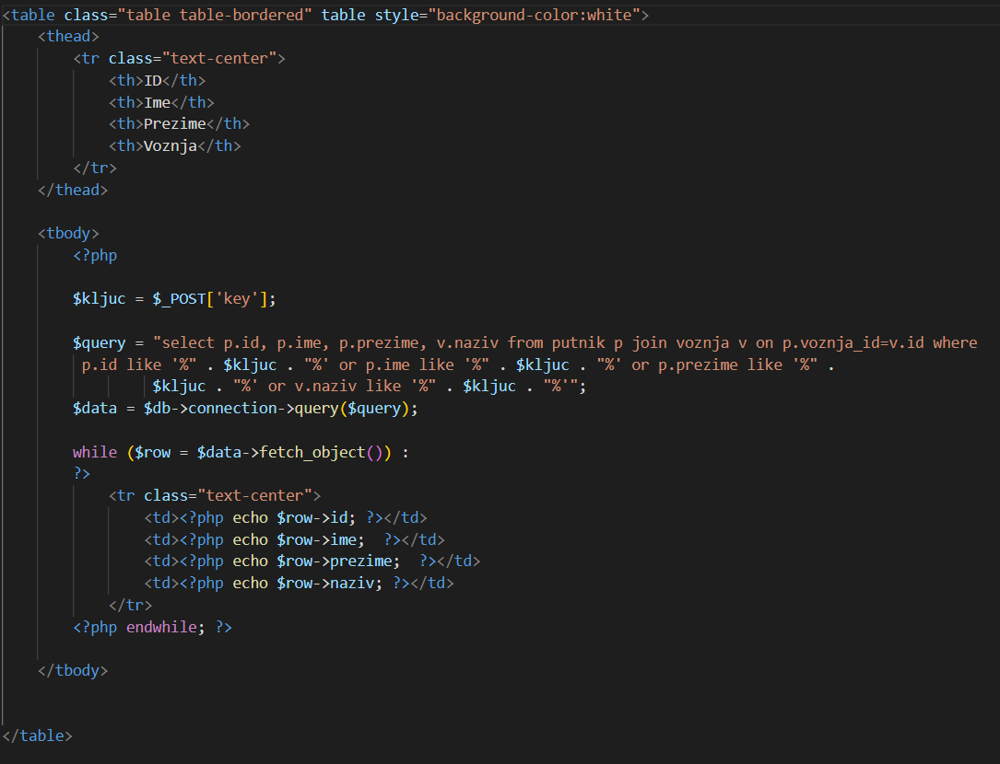 <table class="table table-bordered" table style="background-color:white">
    <thead>
        <tr class="text-center">
            <th>ID</th>
            <th>Ime</th>
            <th>Prezime</th>
            <th>Voznja</th>
        </tr>
    </thead>

    <tbody>
        <?php

        $kljuc = $_POST['key'];

        $query = "select p.id, p.ime, p.prezime, v.naziv from putnik p join voznja v on p.voznja_id=v.id where
         p.id like '%" . $kljuc . "%' or p.ime like '%" . $kljuc . "%' or p.prezime like '%" .
                 $kljuc . "%' or v.naziv like '%" . $kljuc . "%'";
        $data = $db->connection->query($query);

        while ($row = $data->fetch_object()) :
        ?>
            <tr class="text-center">
                <td><?php echo $row->id; ?></td>
                <td><?php echo $row->ime;  ?></td>
                <td><?php echo $row->prezime;  ?></td>
                <td><?php echo $row->naziv; ?></td>
            </tr>
        <?php endwhile; ?>

    </tbody>


</table>